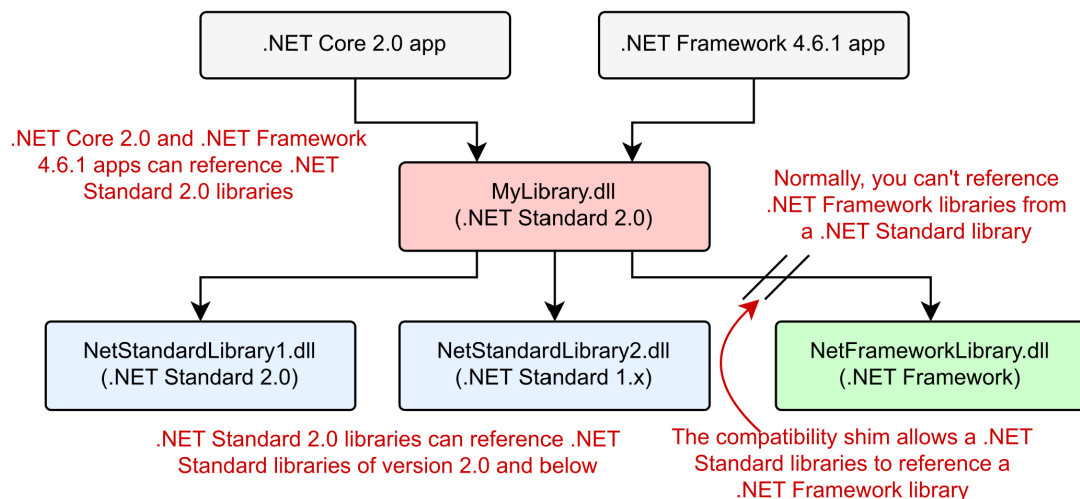 .NET Core 2.0 app
.NET Framework 4.6.1 app
.NET Core 2.0 and .NET Framework
4.6.1 apps can reference .NET
Standard 2.0 libraries
MyLibrary.dll
(.NET Standard 2.0)
Normally, you can't reference
.NET Framework libraries from
a .NET Standard library
NetStandardLibrary1.dll
(.NET Standard 2.0)
NetStandardLibrary2.dll
(.NET Standard 1.x)
NetFrameworkLibrary.dll
(.NET Framework)
.NET Standard 2.0 libraries can reference .NET
Standard libraries of version 2.0 and below
The compatibility shim allows a .NET
Standard libraries to reference a
.NET Framework library